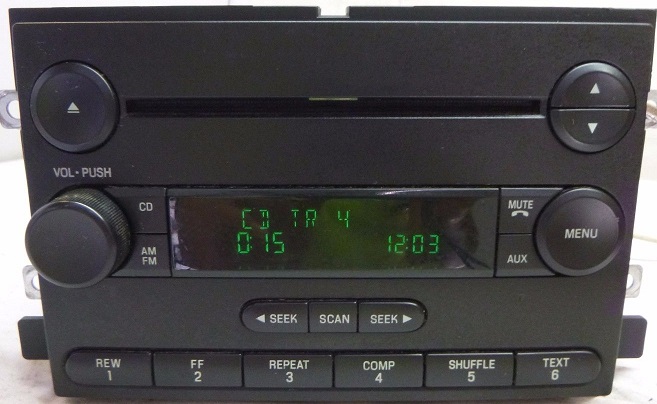 VOL • PUSH
CD
AM
FM
CD TR 4
0:15 12:03
MUTE
AUX
MENU
SEEK SCAN SEEK
REW FF REPEAT COMP SHUFFLE TEXT
1 2 3 4 5 6